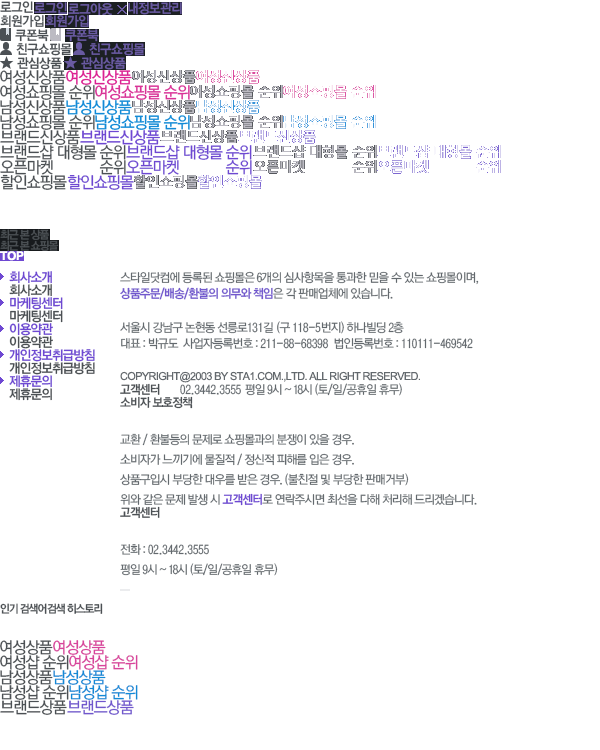 로그인 로그인 로그아웃 내정보관리
회원가입 회원가입
쿠폰북 쿠폰북
친구쇼핑몰 친구쇼핑몰
관심상품 관심상품
여성신상품 여성신상품 여성신상품 여성신상품
여성쇼핑몰 순위 여성쇼핑몰 순위 여성쇼핑몰 순위 여성쇼핑몰 순위
남성신상품 남성신상품 남성신상품 남성신상품
남성쇼핑몰 순위 남성쇼핑몰 순위 남성쇼핑몰 순위 남성쇼핑몰 순위
브랜드신상품 브랜드신상품 브랜드신상품 브랜드신상품
브랜드샵 대형몰 순위 브랜드샵 대형몰 순위 브랜드샵 대형몰 순위 브랜드샵 대형몰 순위
오픈마켓 순위 오픈마켓 순위 오픈마켓 순위 오픈마켓 순위
할인쇼핑몰 할인쇼핑몰 할인쇼핑몰 할인쇼핑몰
최근 본 상품
최근 본 쇼핑몰
TOP
회사소개
회사소개
마케팅센터
마케팅센터
이용약관
이용약관
개인정보취급방침
개인정보취급방침
제휴문의
제휴문의
스타일닷컴에 등록된 쇼핑몰은 6개의 심사항목을 통과한 믿을 수 있는 쇼핑몰이며,
상품주문/배송/환불의 의무와 책임은 각 판매업체에 있습니다.
서울시 강남구 논현동 선릉로131길 (구 118-5번지) 하나빌딩 2층
대표 : 박규도 사업자등록번호 : 211-88-68398 법인등록번호 : 110111-469542
COPYRIGHT@2003 BY STA1.COM.,LTD. ALL RIGHT RESERVED.
고객센터 02.3442.3555 평일 9시 ~ 18시 (토/일/공휴일 휴무)
소비자 보호정책
교환 / 환불등의 문제로 쇼핑몰과의 분쟁이 있을 경우.
소비자가 느끼기에 물질적 / 정신적 피해를 입은 경우.
상품구입시 부당한 대우를 받은 경우. (불친절 및 부당한 판매거부)
위와 같은 문제 발생 시 고객센터로 연락주시면 최선을 다해 처리해 드리겠습니다.
고객센터
전화 : 02.3442.3555
평일 9시 ~ 18시 (토/일/공휴일 휴무)
인기 검색어 검색 히스토리
여성상품 여성상품
여성샵 순위 여성샵 순위
남성상품 남성상품
남성샵 순위 남성샵 순위
브랜드상품 브랜드상품